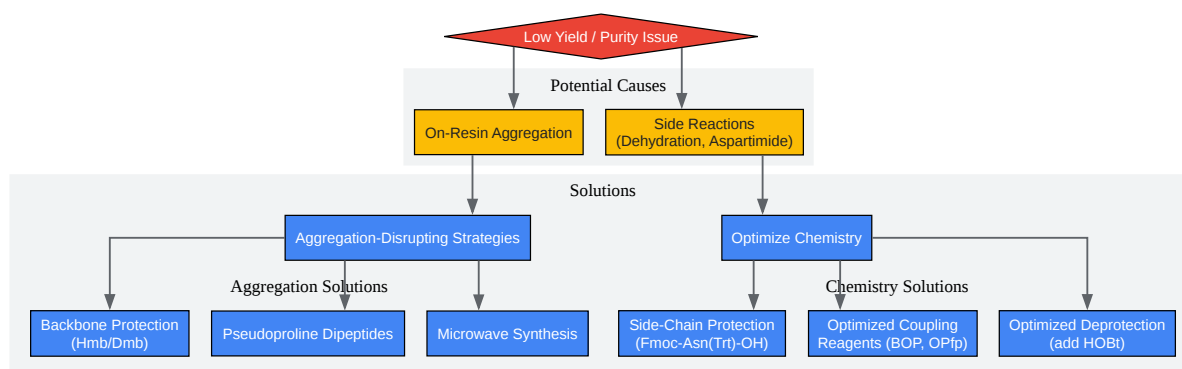 Low Yield / Purity Issue
Potential Causes
On-Resin Aggregation
Side Reactions
(Dehydration, Aspartimide)
Solutions
Aggregation-Disrupting Strategies
Optimize Chemistry
Aggregation Solutions
Chemistry Solutions
Backbone Protection
(Hmb/Dmb)
Pseudoproline Dipeptides
Microwave Synthesis
Side-Chain Protection
(Fmoc-Asn(Trt)-OH)
Optimized Coupling
Reagents (BOP, OPfp)
Optimized Deprotection
(add HOBt)